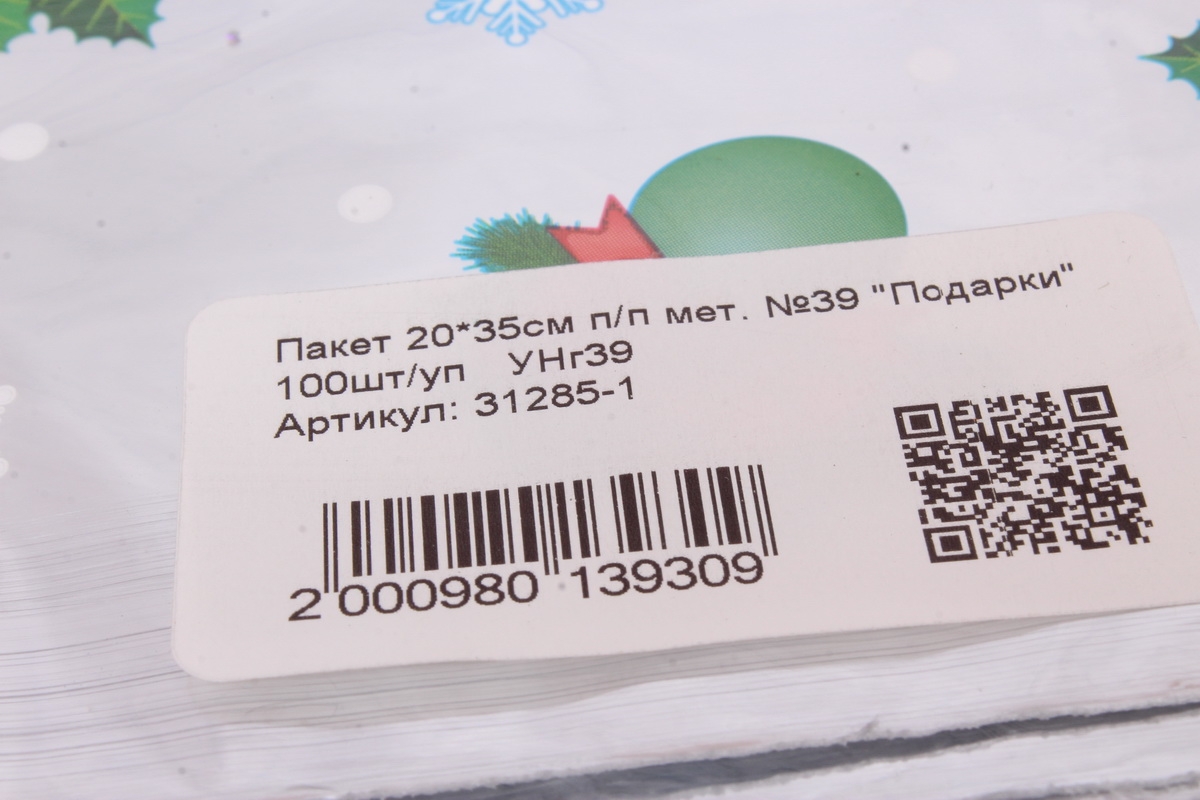 Пакет 20*35см п/п мет. №39 "Подарки"
100шт/уп УНг39
Артикул: 31285-1
2 000980 139309